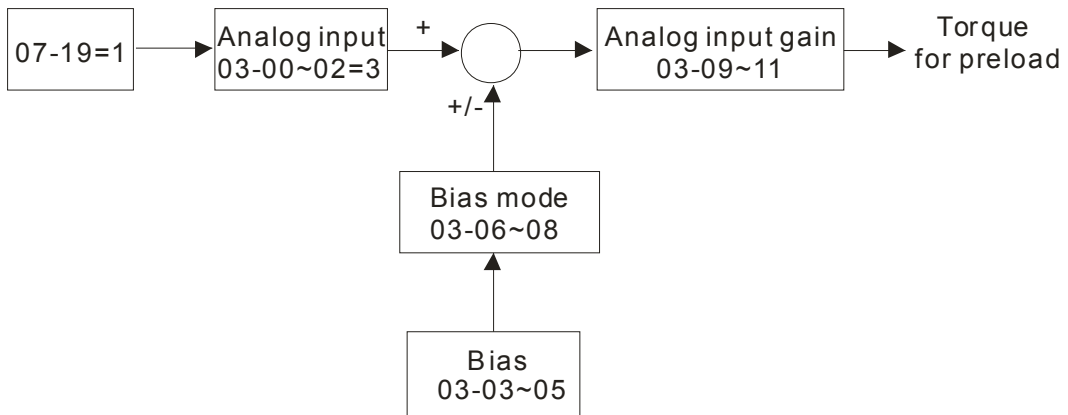 07-19=1
Analog input
03-00~02=3
+
+/-
Analog input gain
03-09~11
Torque
for preload
Bias mode
03-06~08
Bias
03-03~05